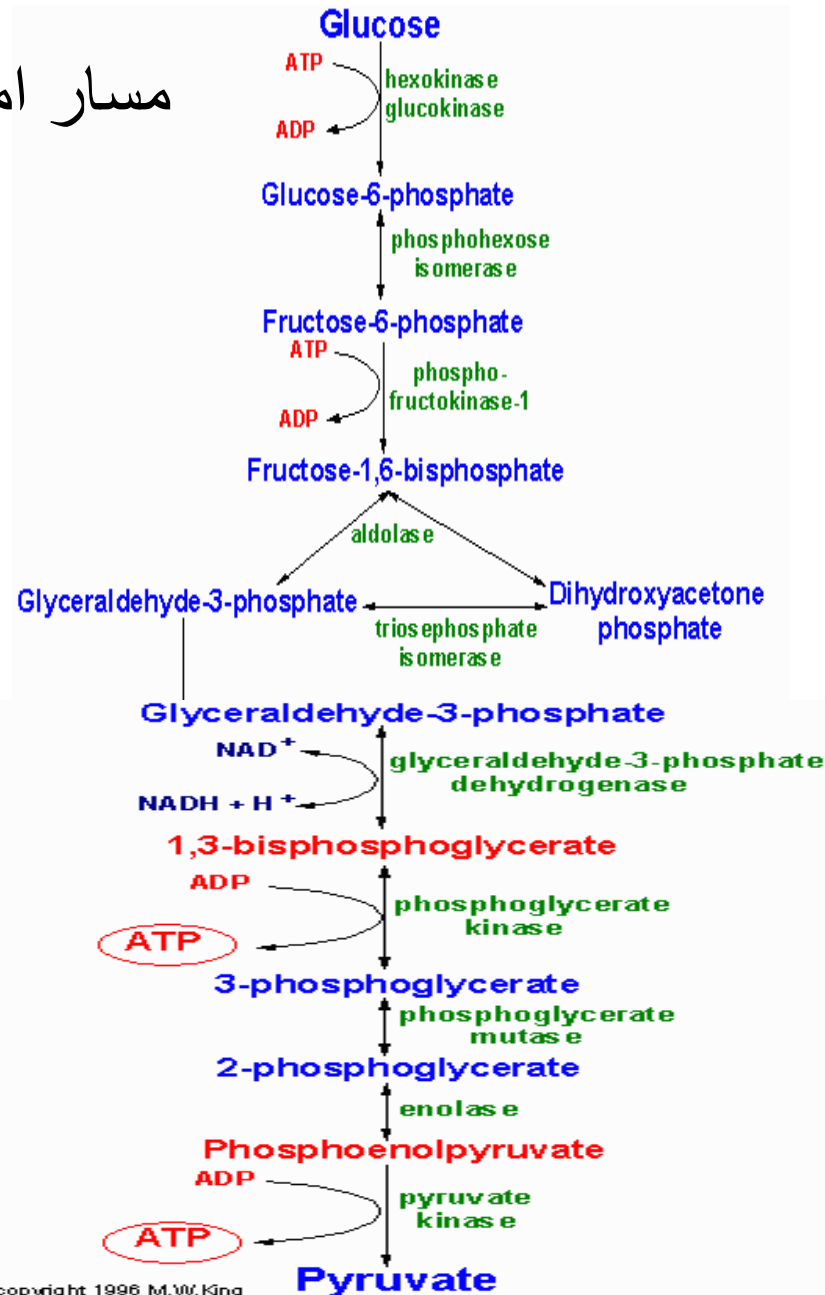 Glucose
مسار
ATP
hexokinase
glucokinase
ADP
Glucose-6-phosphate
phosphohexose
isomerase
Fructose-6-phosphate
ATP
phospho-
fructokinase-1
ADP
Fructose-1,6-bisphosphate
aldolase
Glyceraldehyde-3-phosphate
Dihydroxyacetone
phosphate
triosephosphate
isomerase
Glyceraldehyde-3-phosphate
NAD+
glyceraldehyde-3-phosphate
dehydrogenase
NADH + H+
1,3-bisphosphoglycerate
ADP
phosphoglycerate
kinase
ATP
3-phosphoglycerate
phosphoglycerate
mutase
2-phosphoglycerate
enolase
Phosphoenolpyruvate
ADP
pyruvate
kinase
ATP
Pyruvate
copyright 1996 M.W.King